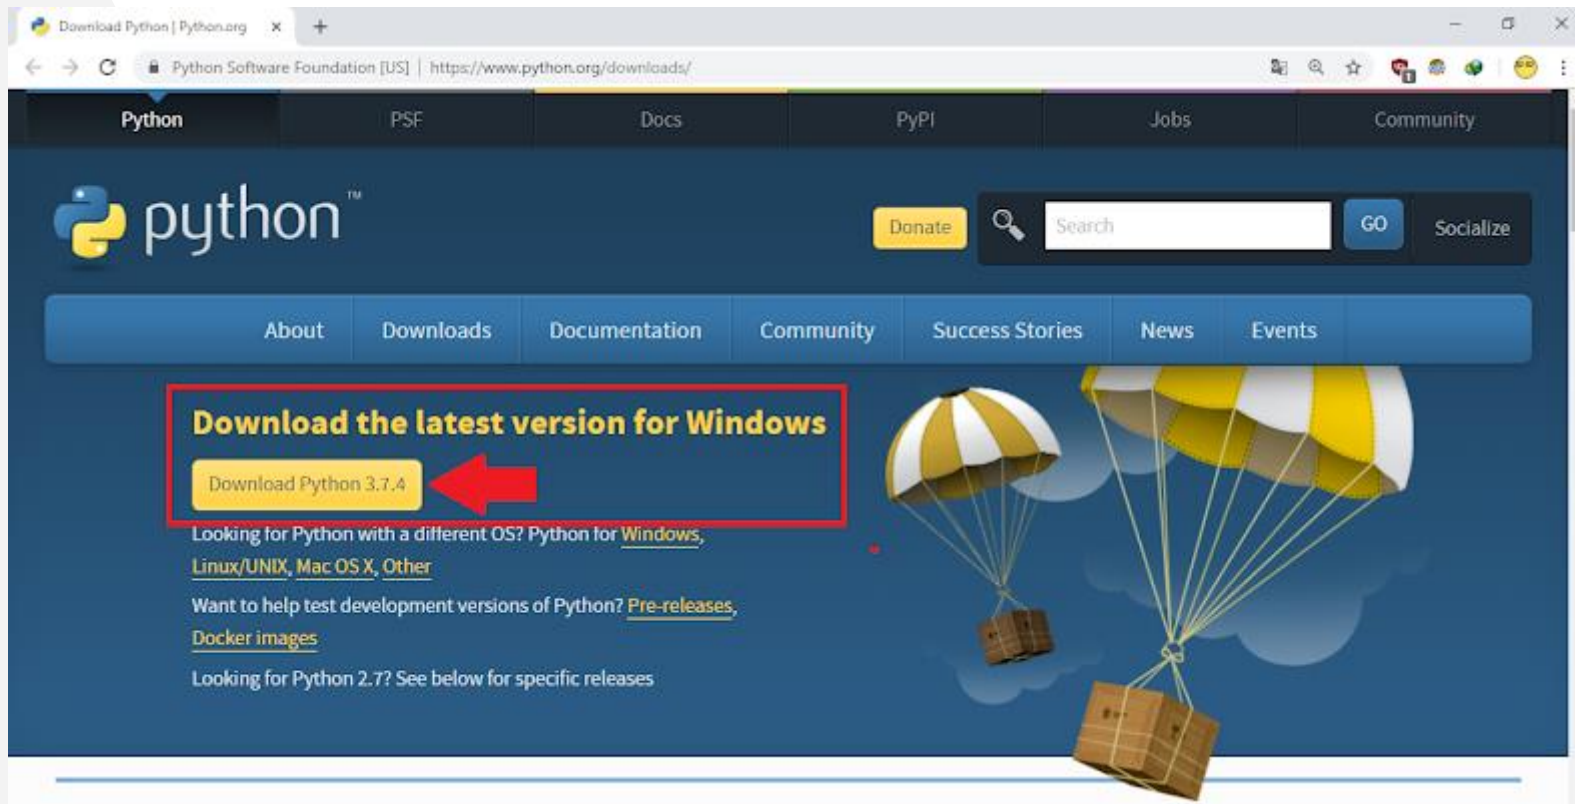 Download Python | Python.org
Python Software Foundation [US] | https://www.python.org/downloads/
Python PSF Docs PyPI Jobs Community
python™
Donate Search GO Socialize
About Downloads Documentation Community Success Stories News Events
Download the latest version for Windows
Download Python 3.7.4
Looking for Python with a different OS? Python for Windows,
Linux/UNIX, Mac OS X, Other
Want to help test development versions of Python? Pre-releases,
Docker images
Looking for Python 2.7? See below for specific releases